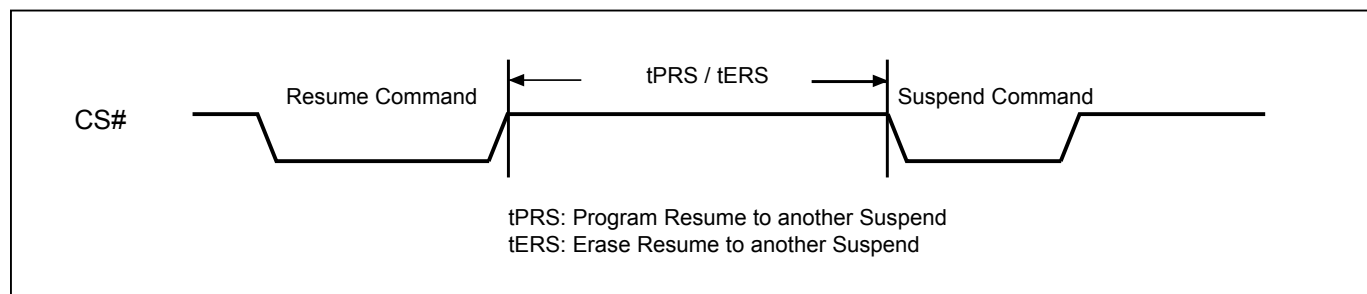 tPRS / tERS
Resume Command
Suspend Command
CS#
tPRS: Program Resume to another Suspend
tERS: Erase Resume to another Suspend